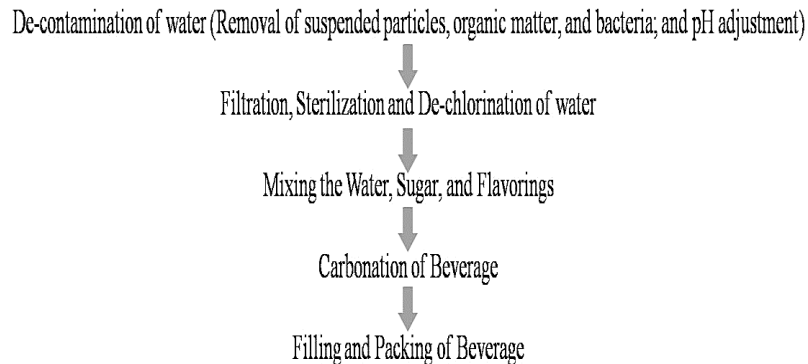 De-contamination of water (Removal of suspended particles, organic matter, and bacteria; and pH adjustment)
Filtration, Sterilization and De-chlorination of water
Mixing the Water, Sugar, and Flavorings
Carbonation of Beverage
Filling and Packing of Beverage